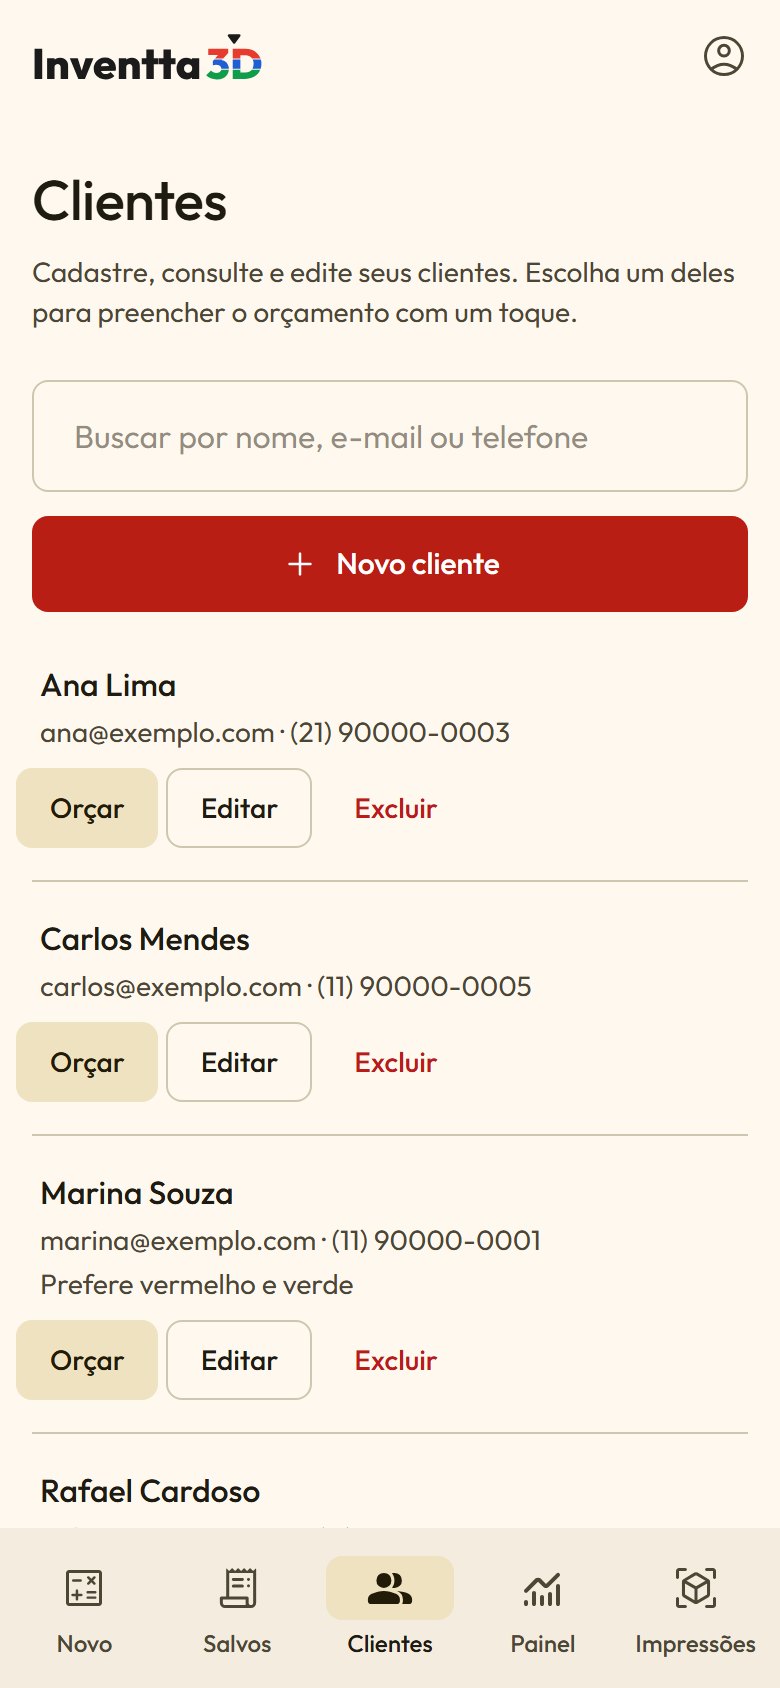 Inventta 3D
Clientes
Cadastre, consulte e edite seus clientes. Escolha um deles
para preencher o orçamento com um toque.
Buscar por nome, e-mail ou telefone
Novo cliente
Ana Lima
ana@exemplo.com · (21) 90000-0003
Orçar Editar Excluir
Carlos Mendes
carlos@exemplo.com · (11) 90000-0005
Orçar Editar Excluir
Marina Souza
marina@exemplo.com · (11) 90000-0001
Prefere vermelho e verde
Orçar Editar Excluir
Rafael Cardoso
Novo Salvos Clientes Painel Impressões